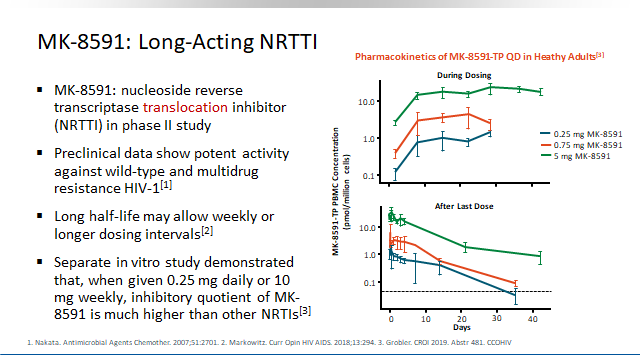 MK-8591: Long-Acting NRTTI
▪ MK-8591: nucleoside reverse
transcriptase translocation inhibitor
(NRTTI) in phase II study
▪ Preclinical data show potent activity
against wild-type and multidrug
resistance HIV-1[1]
▪ Long half-life may allow weekly or
longer dosing intervals[2]
▪ Separate in vitro study demonstrated
that, when given 0.25 mg daily or 10
mg weekly, inhibitory quotient of MK-
8591 is much higher than other NRTIs[3]
Pharmacokinetics of MK-8591-TP QD in Heathy Adults[3]
During Dosing
MK-8591-TP PBMC Concentration
(pmol/million cells)
10.0
1.0
0.1
0.25 mg MK-8591
0.75 mg MK-8591
5 mg MK-8591
After Last Dose
10.0
1.0
0.1
0 10 20 30 40
Days
1. Nakata. Antimicrobial Agents Chemother. 2007;51:2701. 2. Markowitz. Curr Opin HIV AIDS. 2018;13:294. 3. Grobler. CROI 2019. Abstr 481. CCOHIV